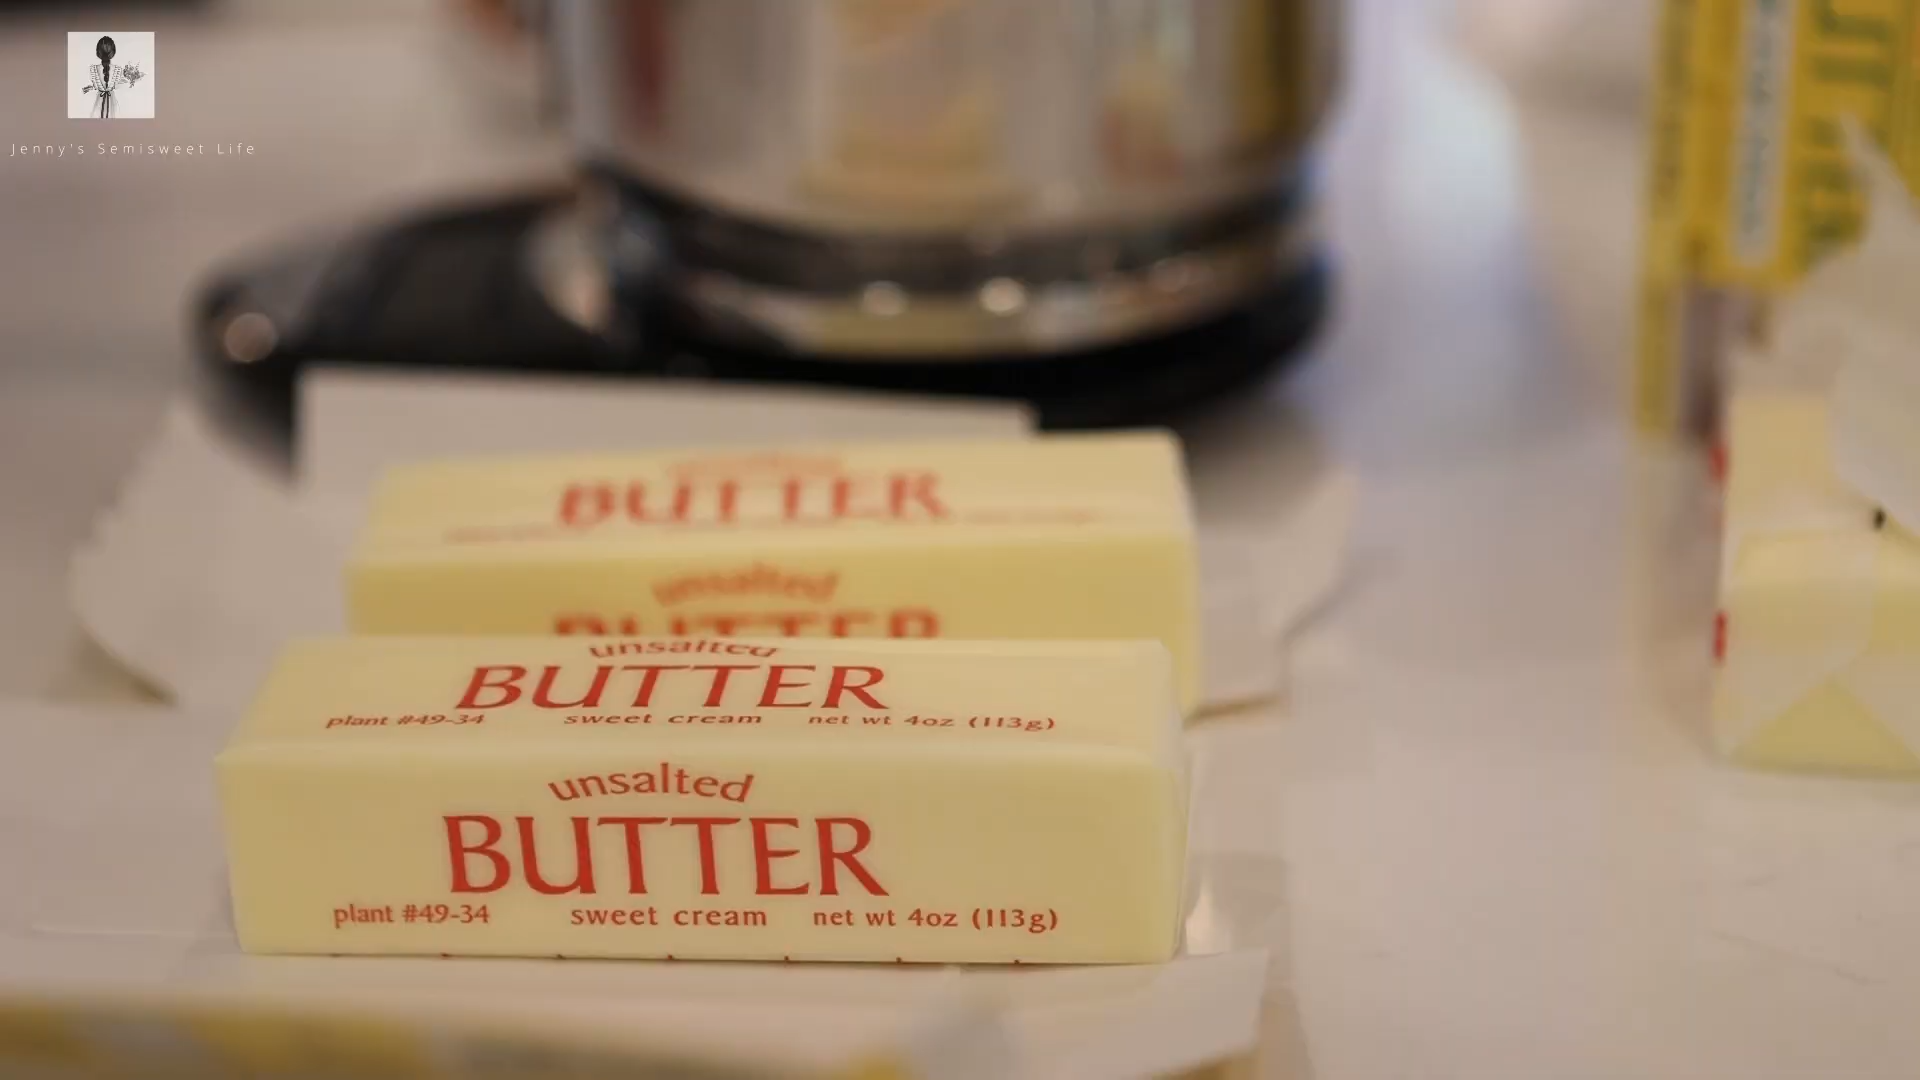 Jenny's Semisweet Life
BUTTER
unsalted
BUTTER
unsalted
BUTTER
plant #49-34 sweet cream net wt 4oz (113g)
unsalted
BUTTER
plant #49-34 sweet cream net wt 4oz (113g)